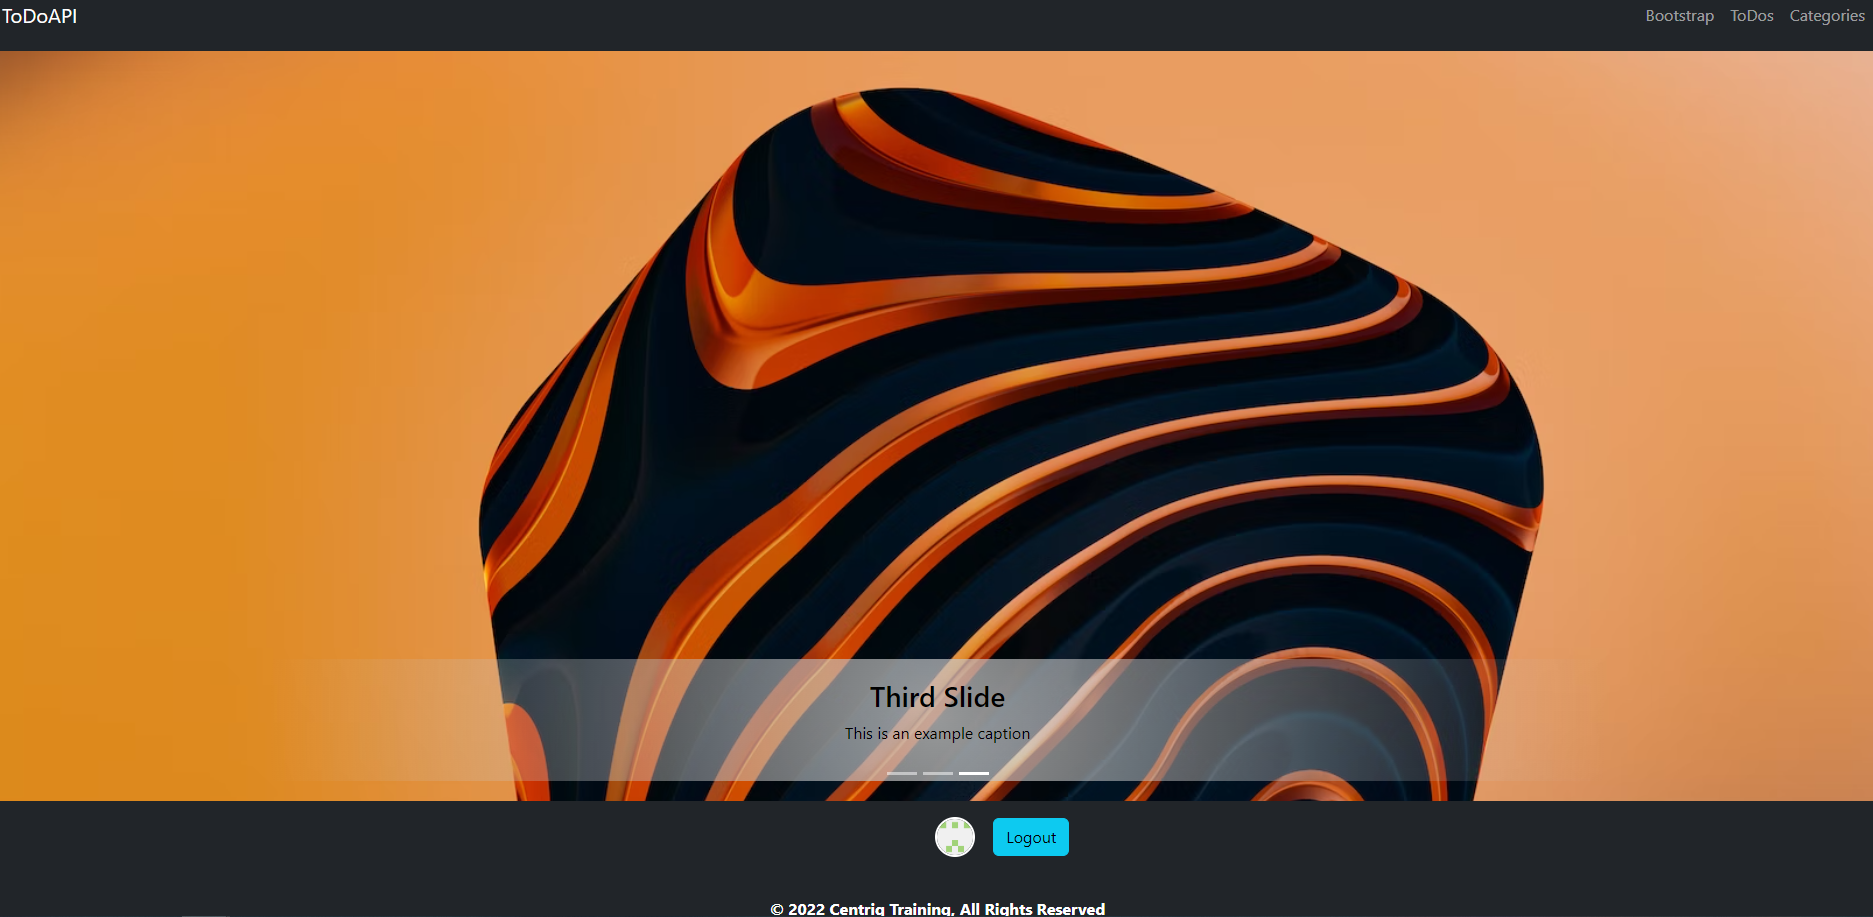 ToDoAPI
Bootstrap ToDos Categories
Third Slide
This is an example caption
Logout
© 2022 Centriq Training, All Rights Reserved